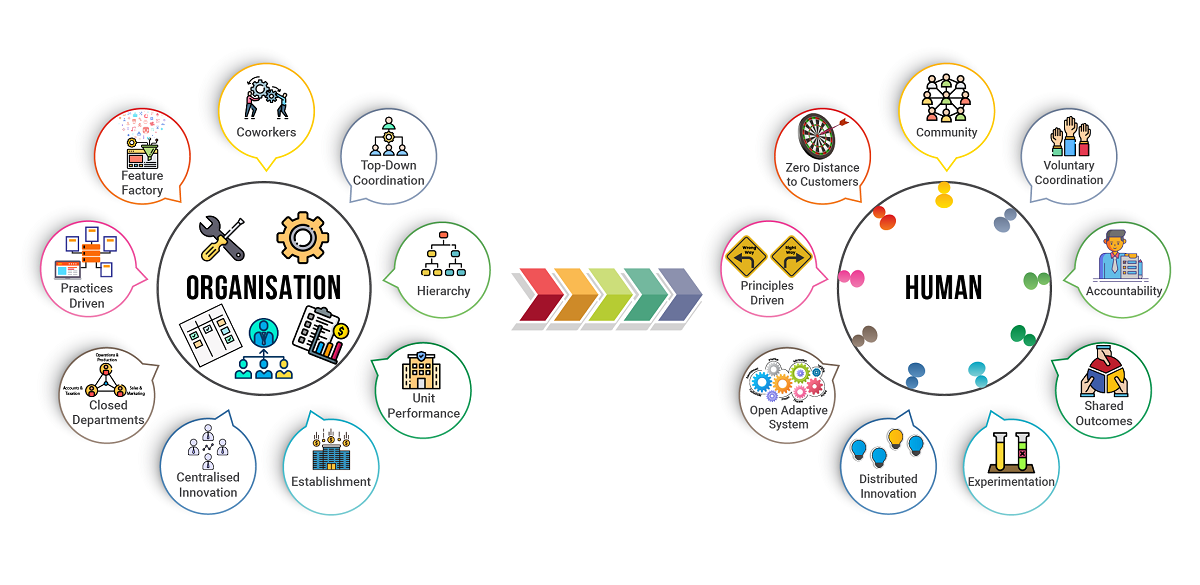 Coworkers
Top-Down
Coordination
Hierarchy
Unit
Performance
Establishment
Centralised
Innovation
Operations &
Production
Accounts &
Taxation
Sales &
Marketing
Closed
Departments
Practices
Driven
Feature
Factory
ORGANISATION
Community
Voluntary
Coordination
Accountability
Shared
Outcomes
Experimentation
Distributed
Innovation
Open Adaptive
System
Wrong
Way
Right
Way
Principles
Driven
Zero Distance
to Customers
HUMAN